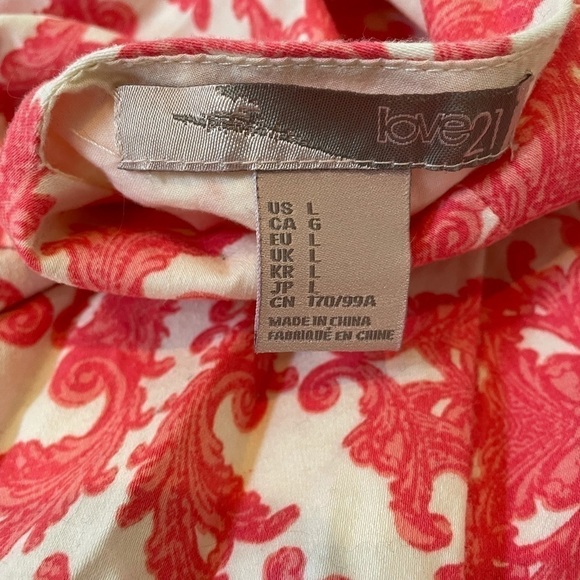 love21
US L
CA G
EU L
UK L
KR L
JP L
CN 170/99A
MADE IN CHINA
FABRIQUÉ EN CHINE